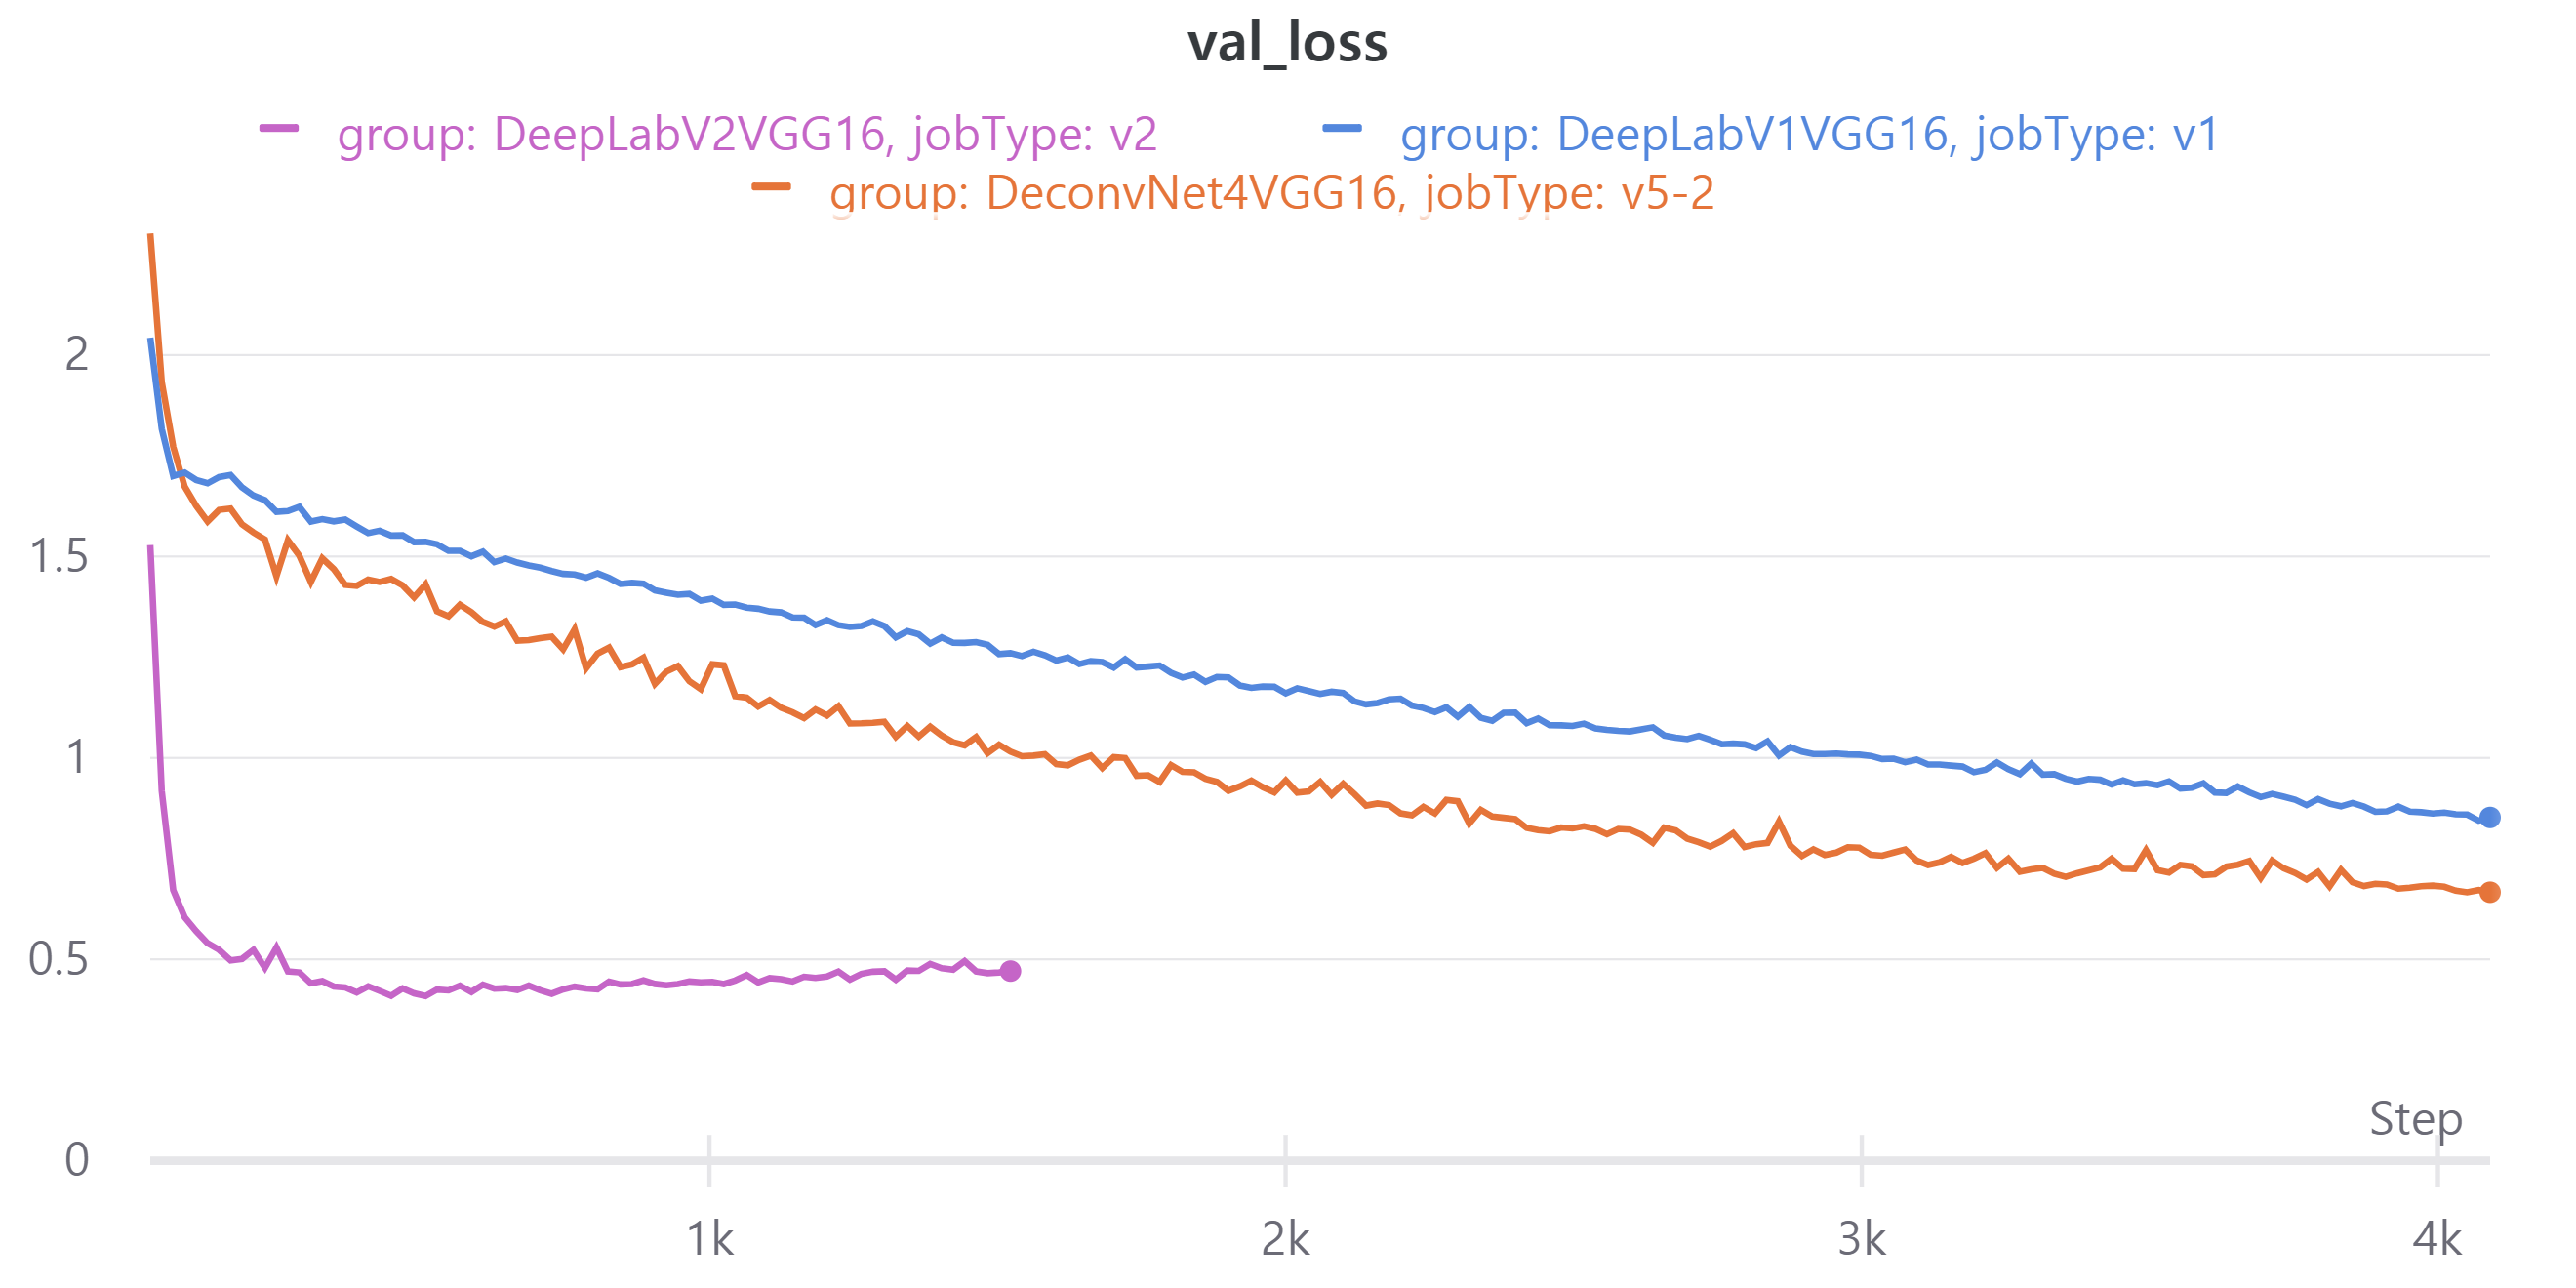 val_loss
group: DeepLabV2VGG16, jobType: v2 group: DeepLabV1VGG16, jobType: v1
group: DeconvNet4VGG16, jobType: v5-2
2
1.5
1
0.5
Step
0
1k 2k 3k 4k